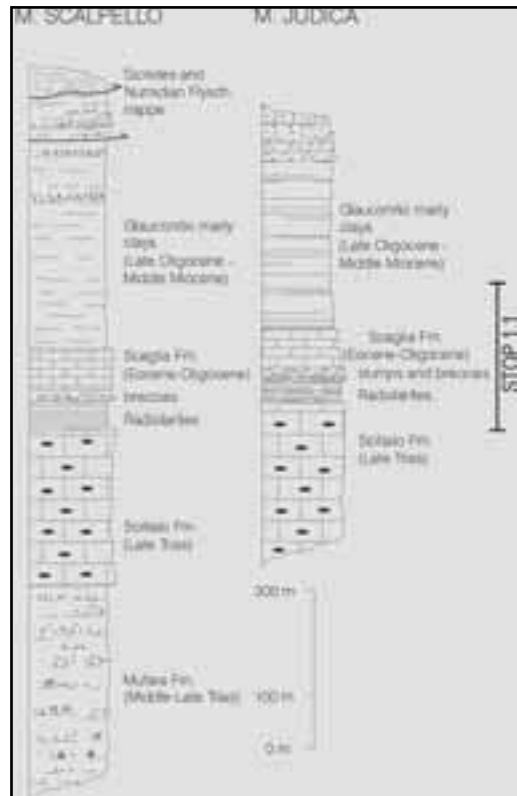 M. SCALPELLO
M. JUDICA
Sicilides and
Numidian Flysch
nappe
Glauconitic marly
clays
(Late Oligocene -
Middle Miocene)
Scaglia Fm.
(Eocene-Oligocene)
breccias
Radiolarites
Scillato Fm.
(Late Trias)
Mufara Fm.
(Middle-Late Trias)
Glauconitic marly
clays
(Late Oligocene -
Middle Miocene)
Scaglia Fm.
(Eocene-Oligocene)
slumps and breccias
Radiolarites
Scillato Fm.
(Late Trias)
STOP 1.1
300 m
100 m
0 m